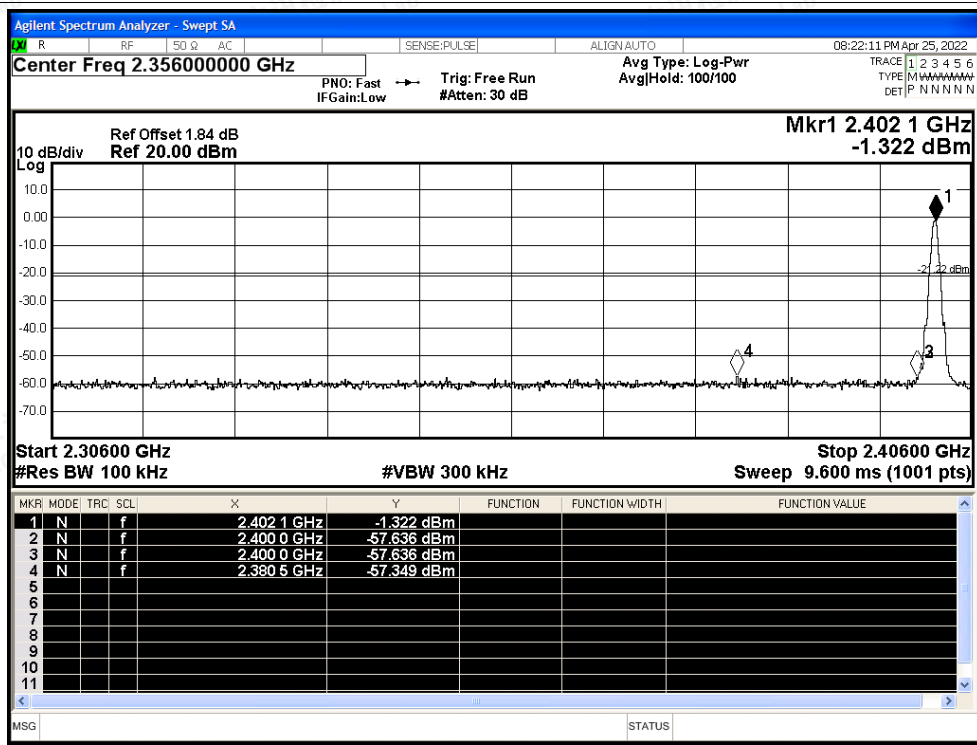 Agilent Spectrum Analyzer - Swept SA
LXI R RF 50 Ω AC SENSE:PULSE ALIGN AUTO 08:22:11 PM Apr 25, 2022
Center Freq 2.356000000 GHz
PNO: Fast Trig: Free Run Avg Type: Log-Pwr TRACE 1 2 3 4 5 6
IFGain:Low #Atten: 30 dB Avg|Hold: 100/100 TYPE M
DET P N N N N N
Mkr1 2.402 1 GHz
Ref Offset 1.84 dB
10 dB/div Ref 20.00 dBm -1.322 dBm
Log
10.0
1
0.00
-10.0
-20.0
dBm
-30.0
-40.0
-50.0
4
-60.0
-70.0
Start 2.30600 GHz Stop 2.40600 GHz
#Res BW 100 kHz #VBW 300 kHz Sweep 9.600 ms (1001 pts)
MKR MODE TRC SCL X Y FUNCTION FUNCTION WIDTH FUNCTION VALUE
1 N f 2.402 1 GHz -1.322 dBm
2 N f 2.400 0 GHz -57.636 dBm
3 N f 2.400 0 GHz -57.636 dBm
4 N f 2.380 5 GHz -57.349 dBm
5
6
7
8
9
10
11
MSG STATUS